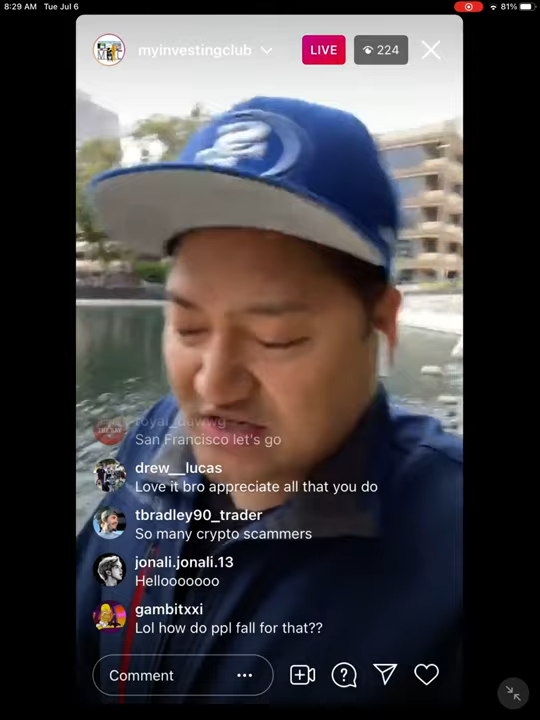 8:29 AM Tue Jul 6
81%
myinvestingclub
LIVE
224
royal_dawwg
San Francisco let's go
drew__lucas
Love it bro appreciate all that you do
tbradley90_trader
So many crypto scammers
jonali.jonali.13
Helloooooooo
gambitxxi
Lol how do ppl fall for that??
Comment